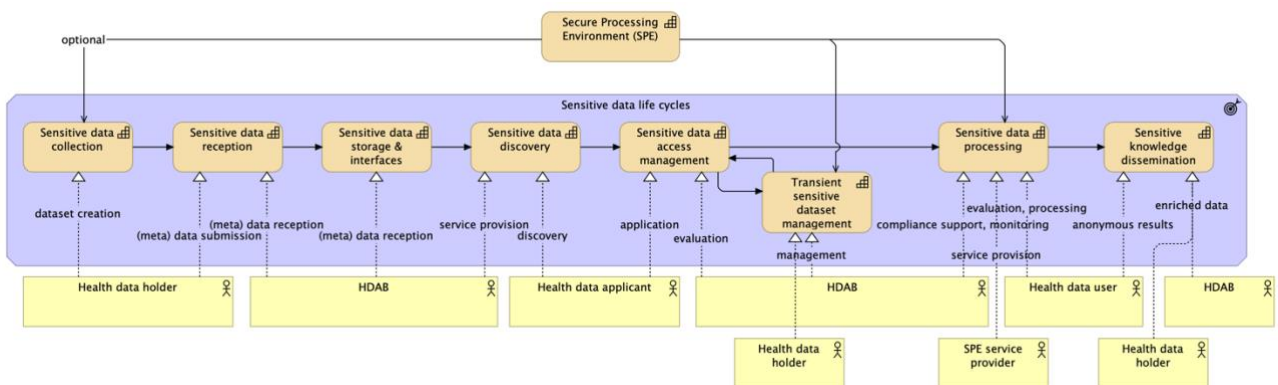 Secure Processing
Environment (SPE)
optional
Sensitive data life cycles
Sensitive data
collection
Sensitive data
reception
Sensitive data
storage &
interfaces
Sensitive data
discovery
Sensitive data
access
management
Sensitive data
processing
Sensitive
knowledge
dissemination
Transient
sensitive
dataset
management
dataset creation
(meta) data submission
(meta) data reception
(meta) data reception
service provision
discovery
application
evaluation
management
compliance support, monitoring
evaluation, processing
service provision
anonymous results
enriched data
Health data holder
HDAB
Health data applicant
HDAB
Health data user
HDAB
Health data
holder
SPE service
provider
Health data
holder